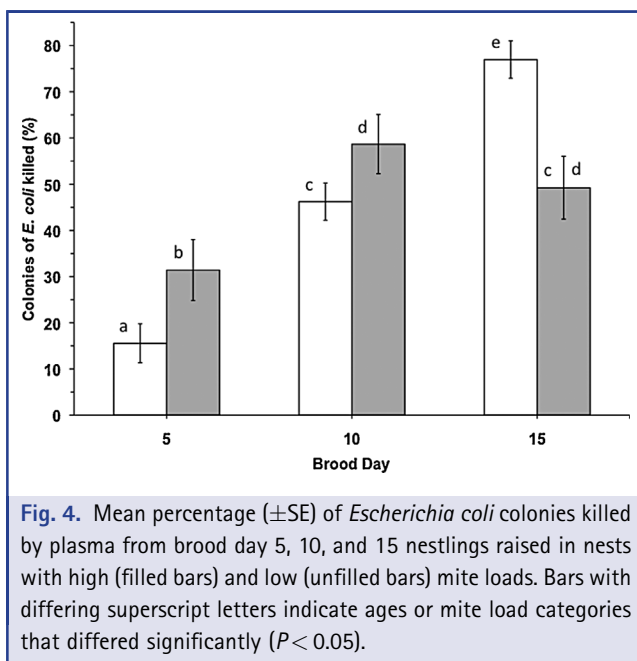 80
70
60
50
40
30
20
10
0
Colonies of E. coli killed (%)
a
b
c
d
e
c d
5 10 15
Brood Day
Fig. 4. Mean percentage (±SE) of Escherichia coli colonies killed
by plasma from brood day 5, 10, and 15 nestlings raised in nests
with high (filled bars) and low (unfilled bars) mite loads. Bars with
differing superscript letters indicate ages or mite load categories
that differed significantly (P < 0.05).